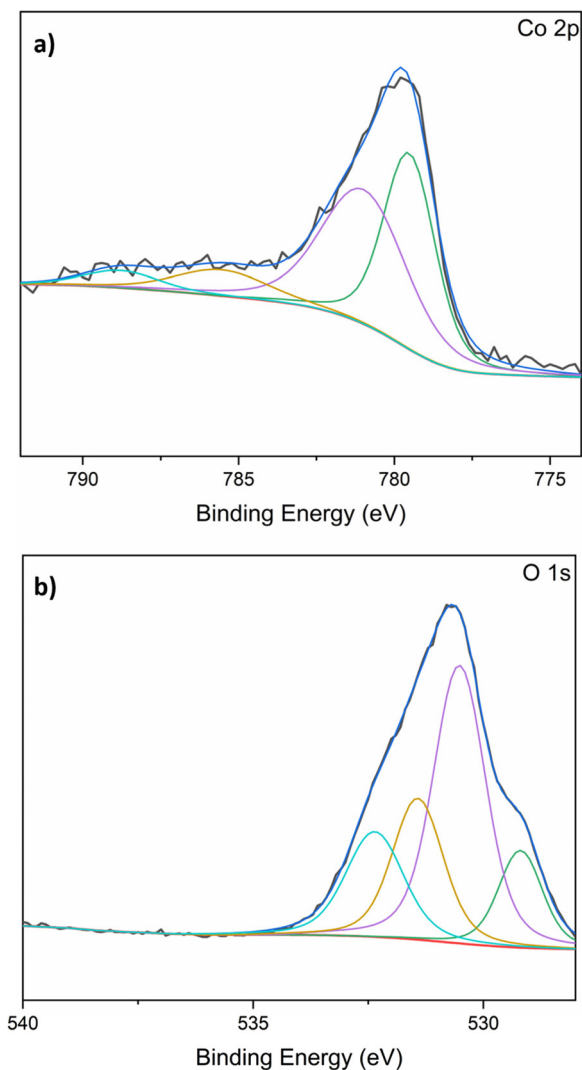 a)
Co 2p
790
785
780
775
Binding Energy (eV)
b)
O 1s
540
535
530
Binding Energy (eV)